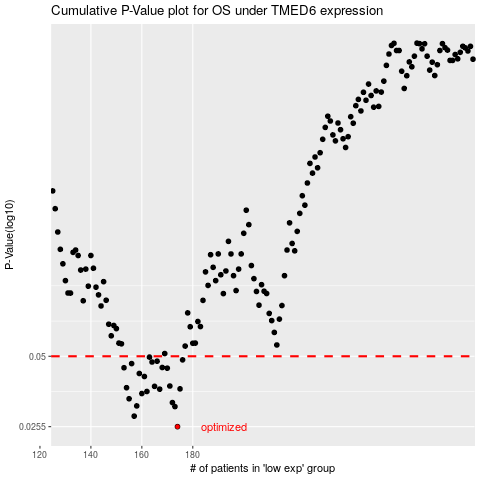 Cumulative P-Value plot for OS under TMED6 expression
P-Value(log10)
0.05
0.0255
optimized
120 140 160 180
# of patients in 'low exp' group